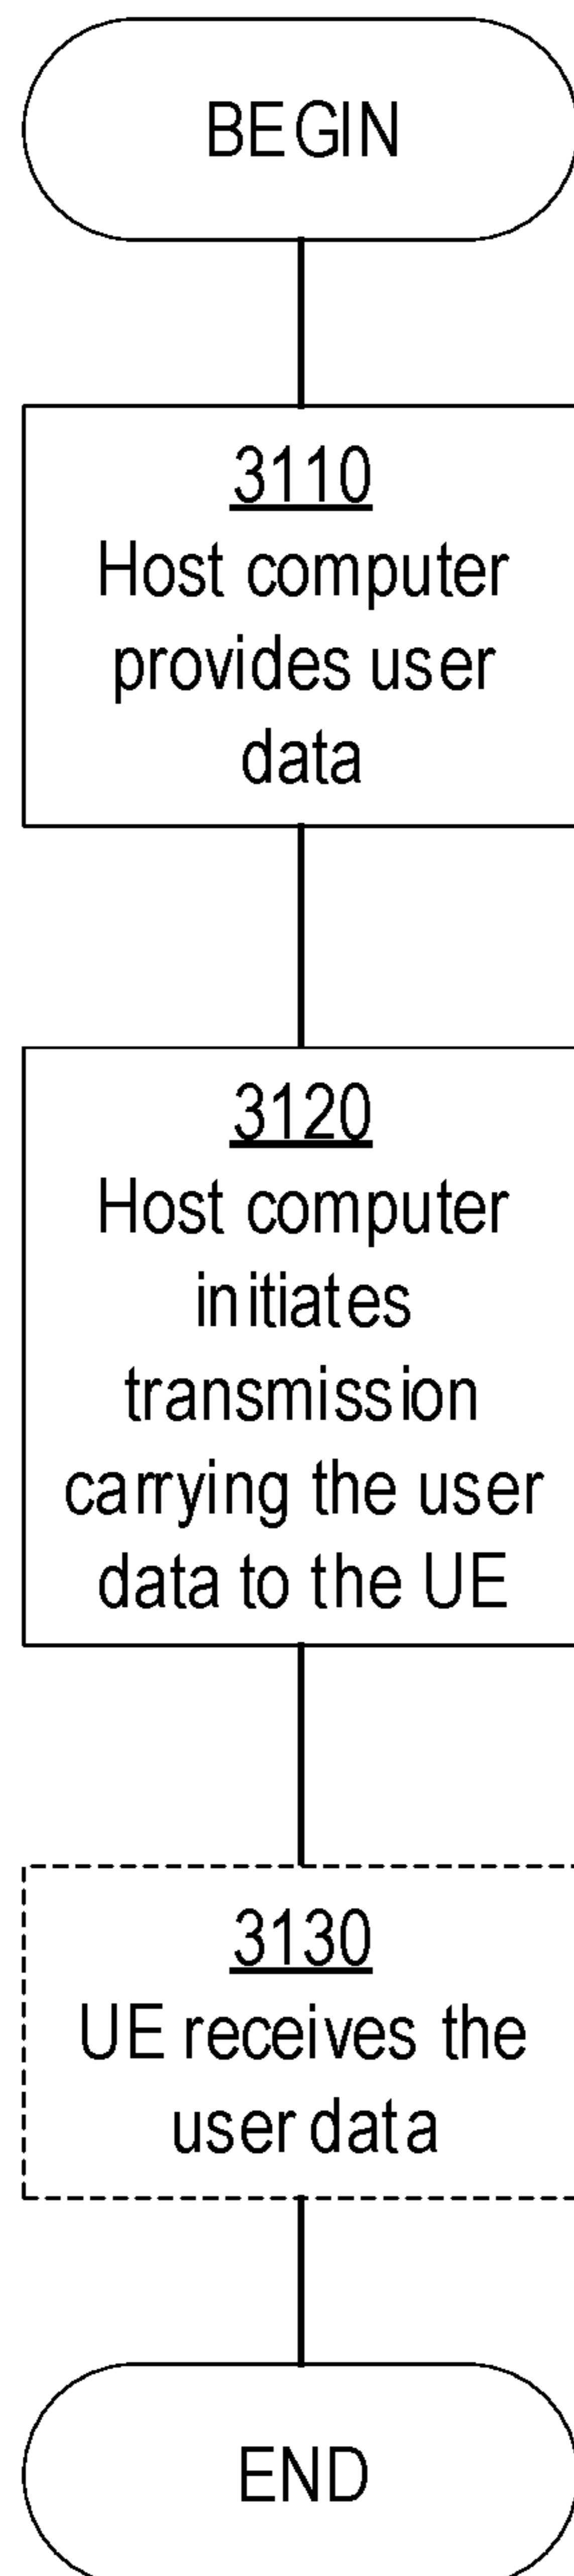 BEGIN
3110
Host computer
provides user
data
3120
Host computer
initiates
transmission
carrying the user
data to the UE
3130
UE receives the
user data
END